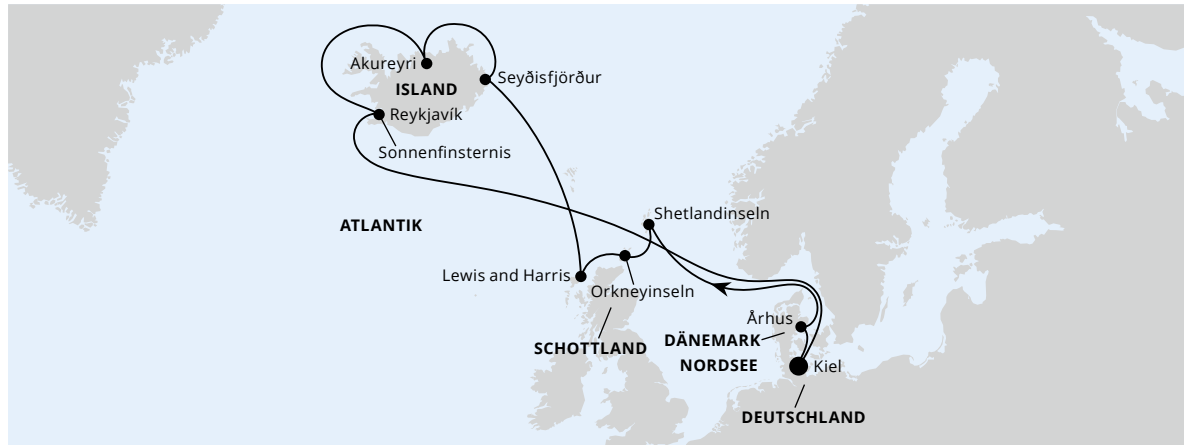 Akureyri
Seyðisfjörður
ISLAND
Reykjavík
Sonnenfinsternis
Shetlandinseln
ATLANTIK
Lewis and Harris
Orkneyinseln
Århus
DÄNEMARK
SCHOTTLAND
NORDSEE
Kiel
DEUTSCHLAND